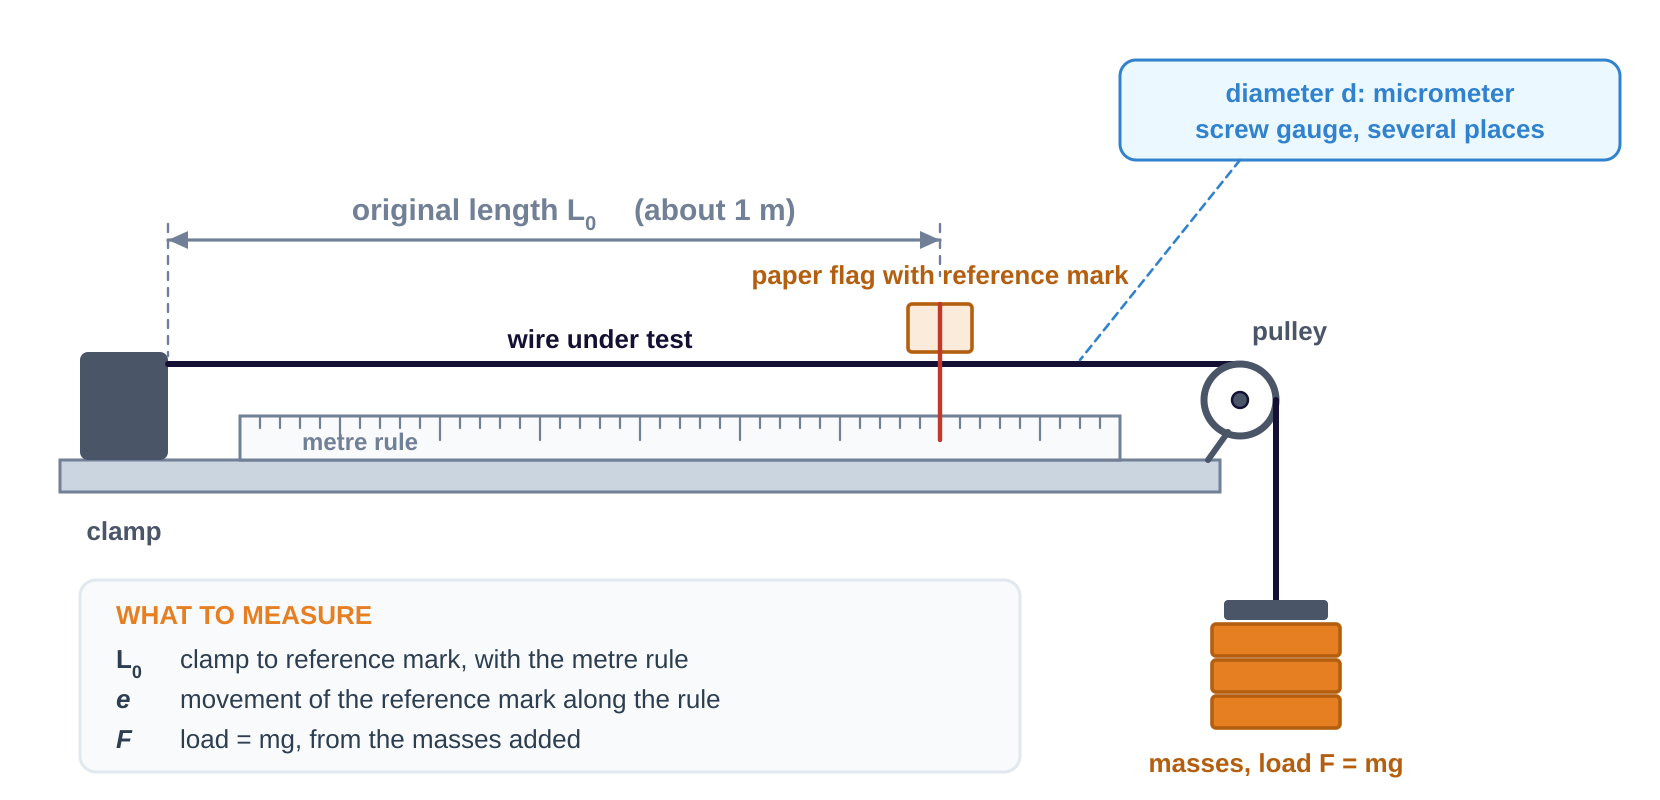 diameter d: micrometer
screw gauge, several places
original length L0 (about 1 m)
paper flag with reference mark
wire under test
pulley
metre rule
clamp
WHAT TO MEASURE
L0 clamp to reference mark, with the metre rule
e movement of the reference mark along the rule
F load = mg, from the masses added
masses, load F = mg